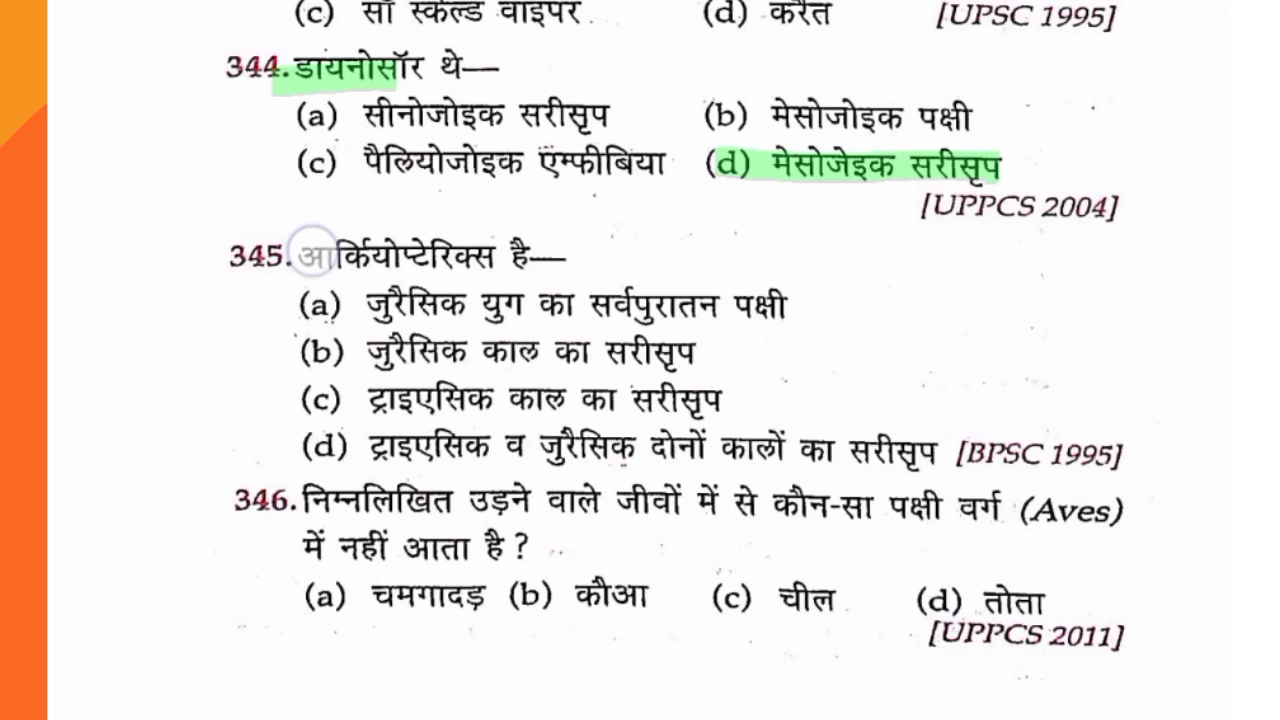 (c) सॉ स्केल्ड वाइपर (d) करैत [UPSC 1995]
344. डायनोसॉर थे—
(a) सीनोजोइक सरीसृप (b) मेसोजोइक पक्षी
(c) पैलियोजोइक एम्फीबिया (d) मेसोजेइक सरीसृप
[UPPCS 2004]
345. आर्कियोप्टेरिक्स है—
(a) जुरैसिक युग का सर्वपुरातन पक्षी
(b) जुरैसिक काल का सरीसृप
(c) ट्राइएसिक काल का सरीसृप
(d) ट्राइएसिक व जुरैसिक दोनों कालों का सरीसृप [BPSC 1995]
346. निम्नलिखित उड़ने वाले जीवों में से कौन-सा पक्षी वर्ग (Aves)
में नहीं आता है ?
(a) चमगादड़ (b) कौआ (c) चील (d) तोता
[UPPCS 2011]